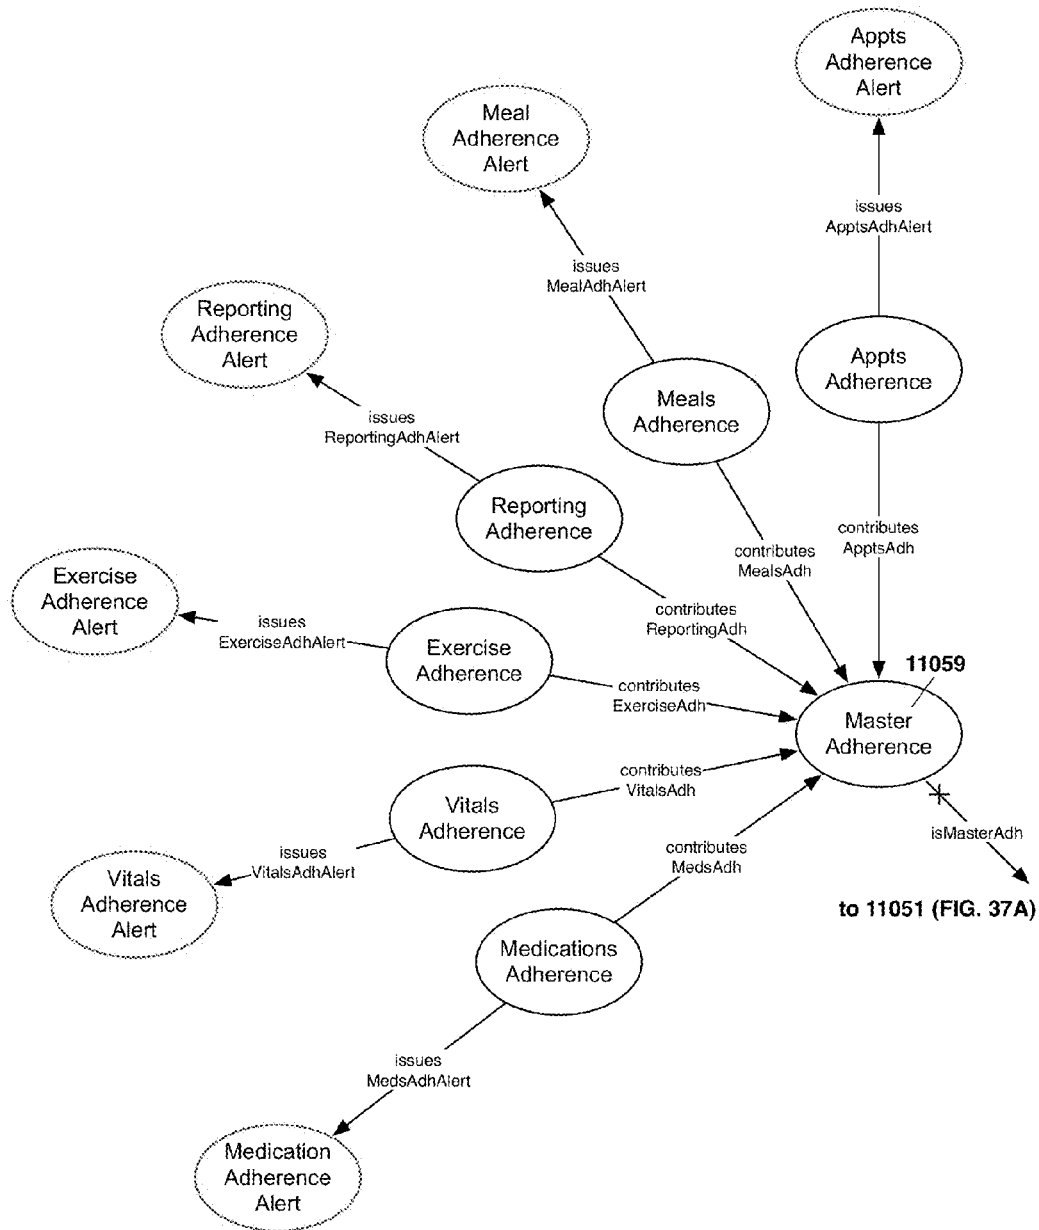 Appts
Adherence
Alert
Meal
Adherence
Alert
issues
ApptsAdhAlert
issues
MealAdhAlert
Reporting
Adherence
Alert
Appts
Adherence
Meals
Adherence
issues
ReportingAdhAlert
Reporting
Adherence
contributes
ApptsAdh
contributes
MealsAdh
Exercise
Adherence
Alert
issues
ExerciseAdhAlert
contributes
ReportingAdh
Exercise
Adherence
11059
contributes
ExerciseAdh
Master
Adherence
contributes
VitalsAdh
Vitals
Adherence
isMasterAdh
issues
VitalsAdhAlert
contributes
MedsAdh
Vitals
Adherence
Alert
to 11051 (FIG. 37A)
Medications
Adherence
issues
MedsAdhAlert
Medication
Adherence
Alert